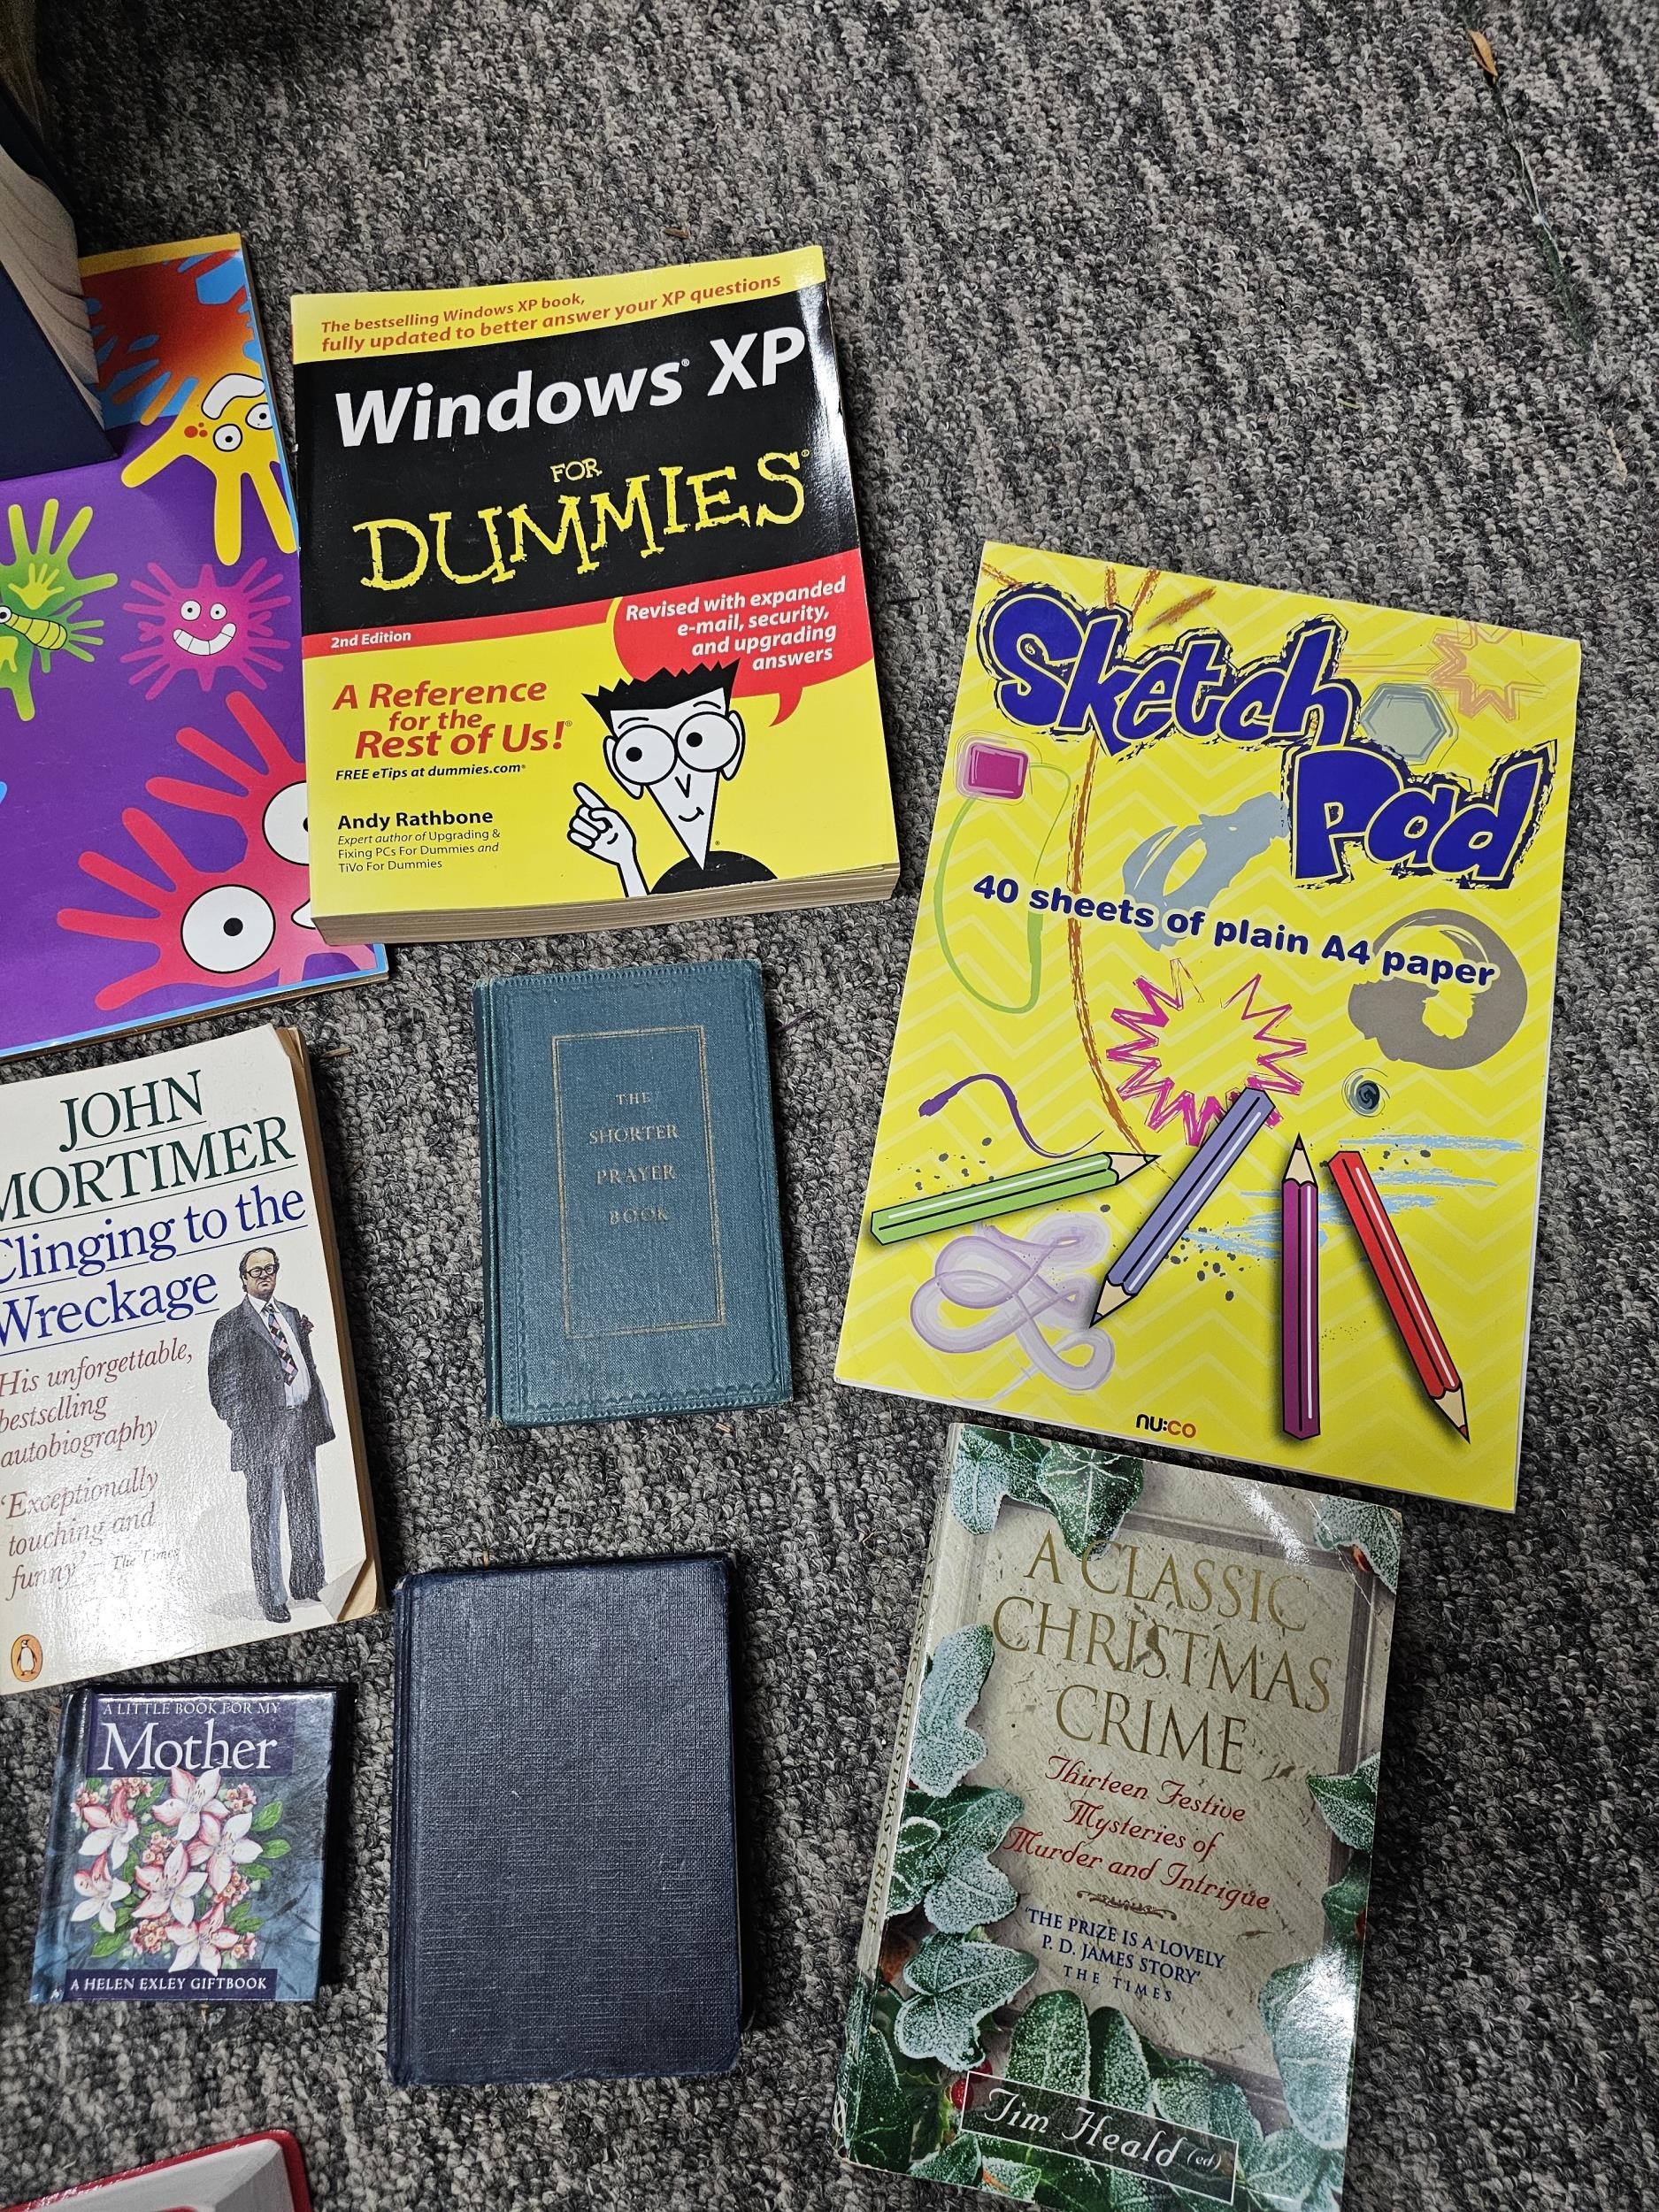 The bestselling Windows XP book,
fully updated to better answer your XP questions
Windows® XP
FOR
DUMMIES®
2nd Edition
Revised with expanded
e-mail, security,
and upgrading
answers
A Reference
for the
Rest of Us!®
FREE eTips at dummies.com®
Andy Rathbone
Expert author of Upgrading &
Fixing PCs For Dummies and
TiVo For Dummies
Sketch
Pad
40 sheets of plain A4 paper
nu:co
THE
SHORTER
PRAYER
BOOK
JOHN
MORTIMER
Clinging to the
Wreckage
His unforgettable,
bestselling
autobiography
'Exceptionally
touching and
funny' – The Times
A LITTLE BOOK FOR MY
Mother
A HELEN EXLEY GIFTBOOK
A CLASSIC
CHRISTMAS
CRIME
Thirteen Festive
Mysteries of
Murder and Intrigue
'THE PRIZE IS A LOVELY
P. D. JAMES STORY'
THE TIMES
Tim Heald (ed)
A CLASSIC CHRISTMAS CRIME